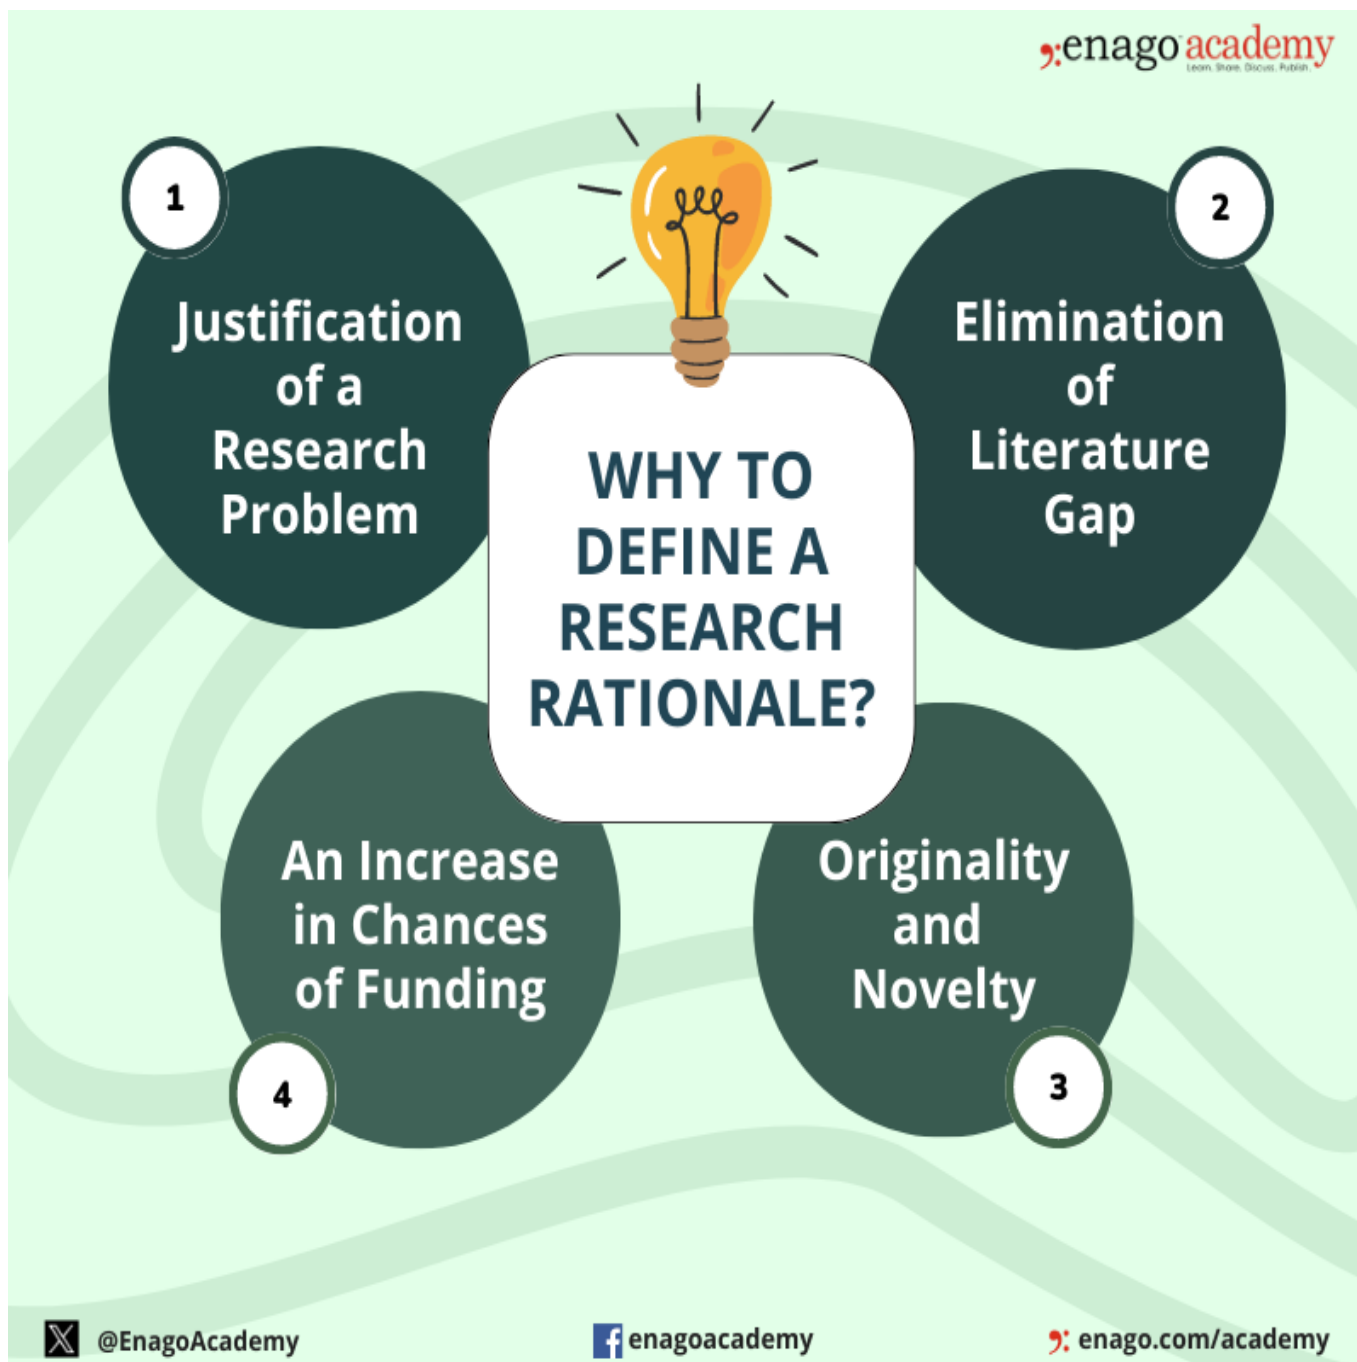 enago academy
Learn. Share. Discuss. Publish.
1
Justification
of a
Research
Problem
2
Elimination
of
Literature
Gap
WHY TO
DEFINE A
RESEARCH
RATIONALE?
An Increase
in Chances
of Funding
4
Originality
and
Novelty
3
@EnagoAcademy
enagoacademy
enago.com/academy